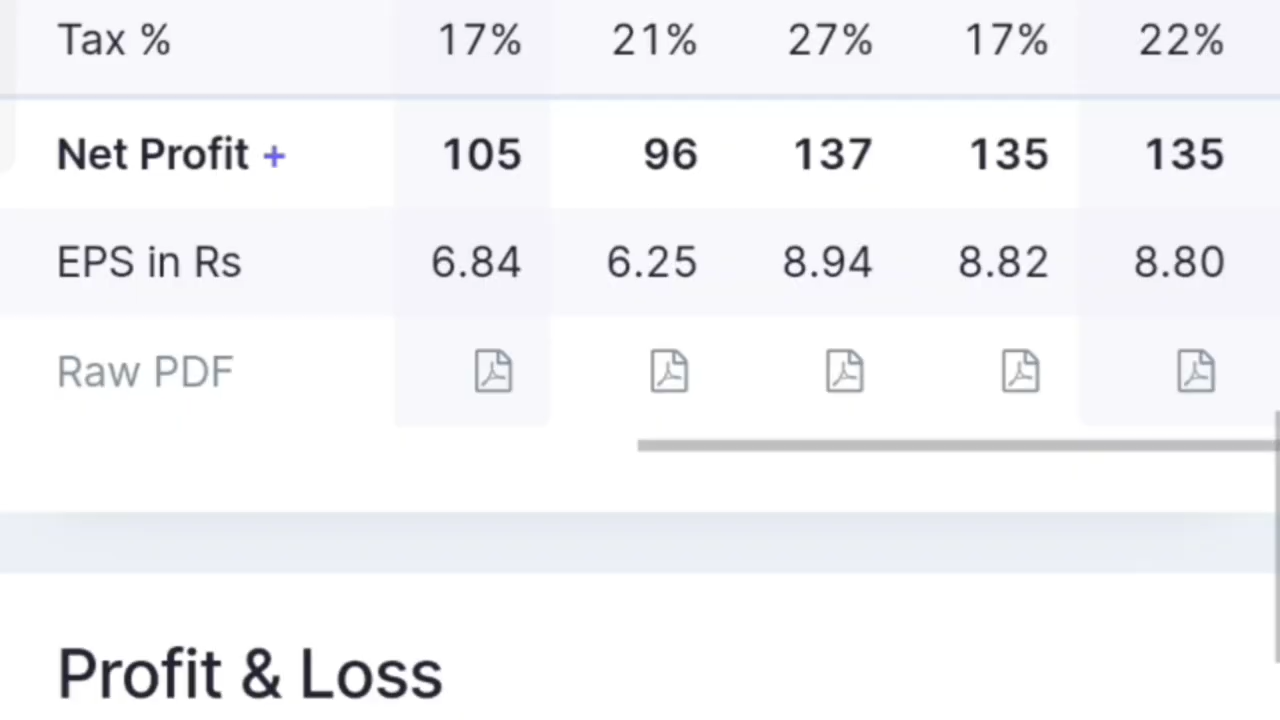 Tax % 17% 21% 27% 17% 22%
Net Profit + 105 96 137 135 135
EPS in Rs 6.84 6.25 8.94 8.82 8.80
Raw PDF
Profit & Loss